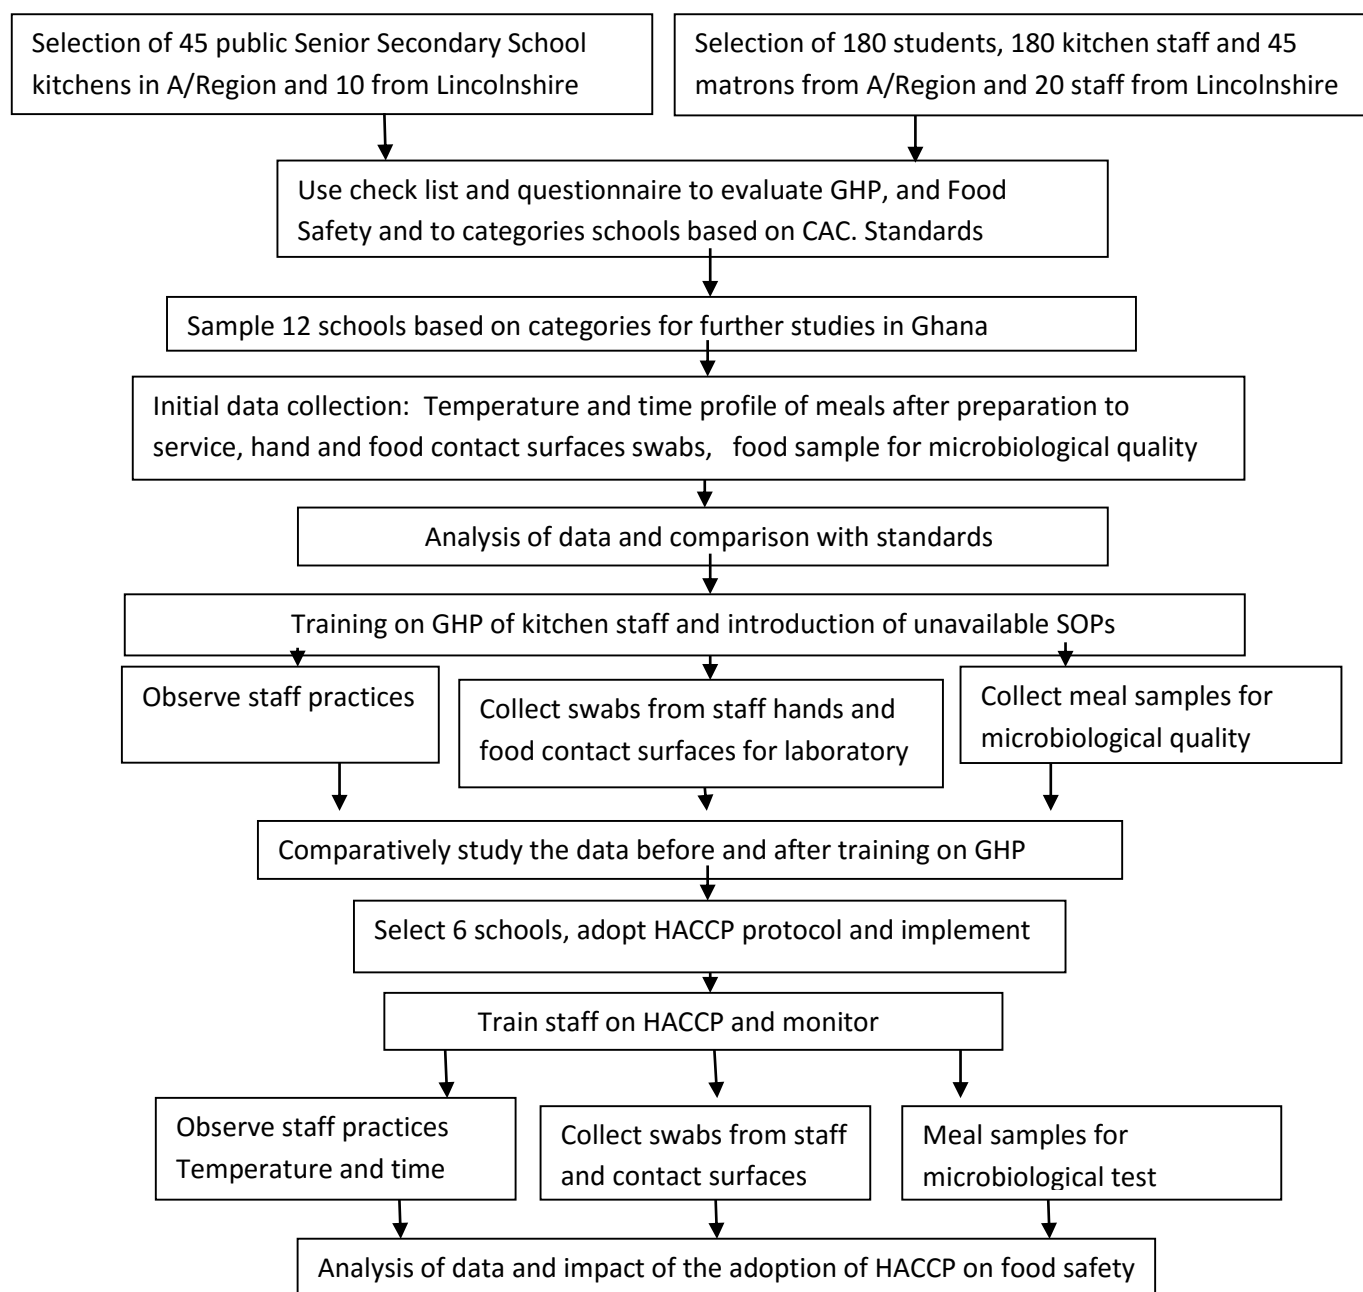 Selection of 45 public Senior Secondary School
kitchens in A/Region and 10 from Lincolnshire
Selection of 180 students, 180 kitchen staff and 45
matrons from A/Region and 20 staff from Lincolnshire
Use check list and questionnaire to evaluate GHP, and Food
Safety and to categories schools based on CAC. Standards
Sample 12 schools based on categories for further studies in Ghana
Initial data collection: Temperature and time profile of meals after preparation to
service, hand and food contact surfaces swabs, food sample for microbiological quality
Analysis of data and comparison with standards
Training on GHP of kitchen staff and introduction of unavailable SOPs
Observe staff practices
Collect swabs from staff hands and
food contact surfaces for laboratory
Collect meal samples for
microbiological quality
Comparatively study the data before and after training on GHP
Select 6 schools, adopt HACCP protocol and implement
Train staff on HACCP and monitor
Observe staff practices
Temperature and time
Collect swabs from staff
and contact surfaces
Meal samples for
microbiological test
Analysis of data and impact of the adoption of HACCP on food safety